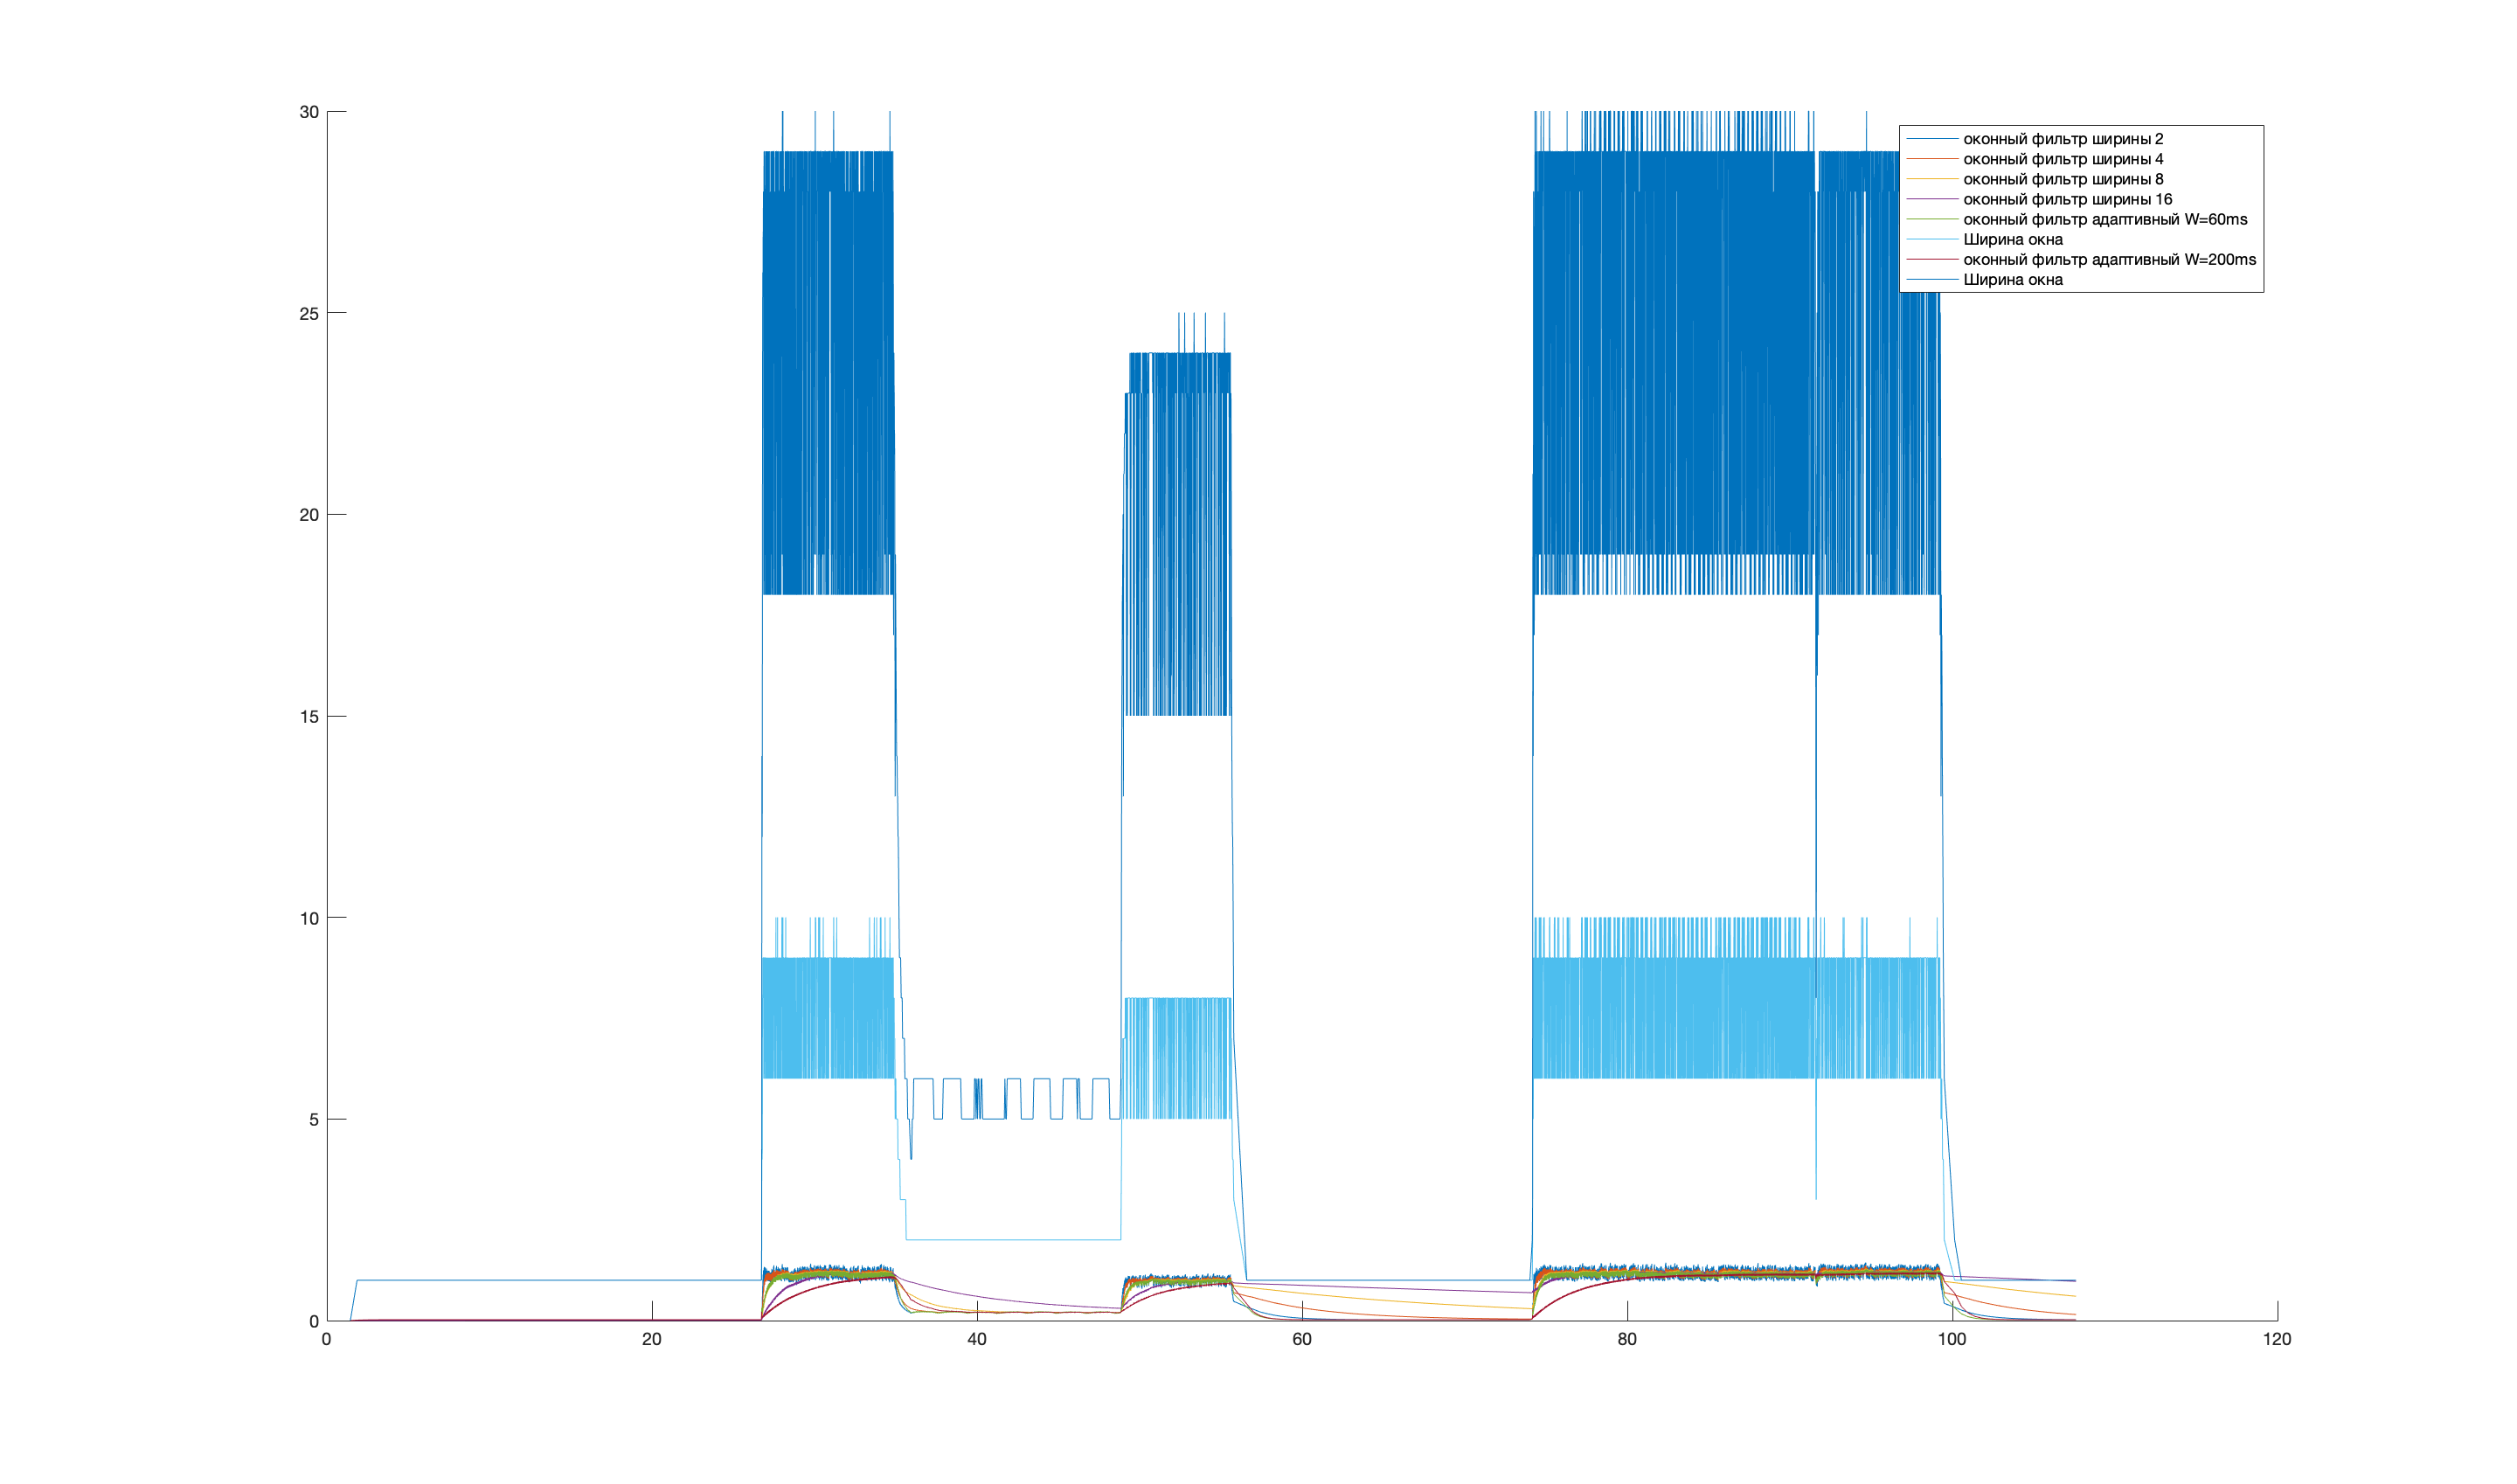 30
25
20
15
10
5
0
0
20
40
60
80
100
120
оконный фильтр ширины 2
оконный фильтр ширины 4
оконный фильтр ширины 8
оконный фильтр ширины 16
оконный фильтр адаптивный W=60ms
Ширина окна
оконный фильтр адаптивный W=200ms
Ширина окна